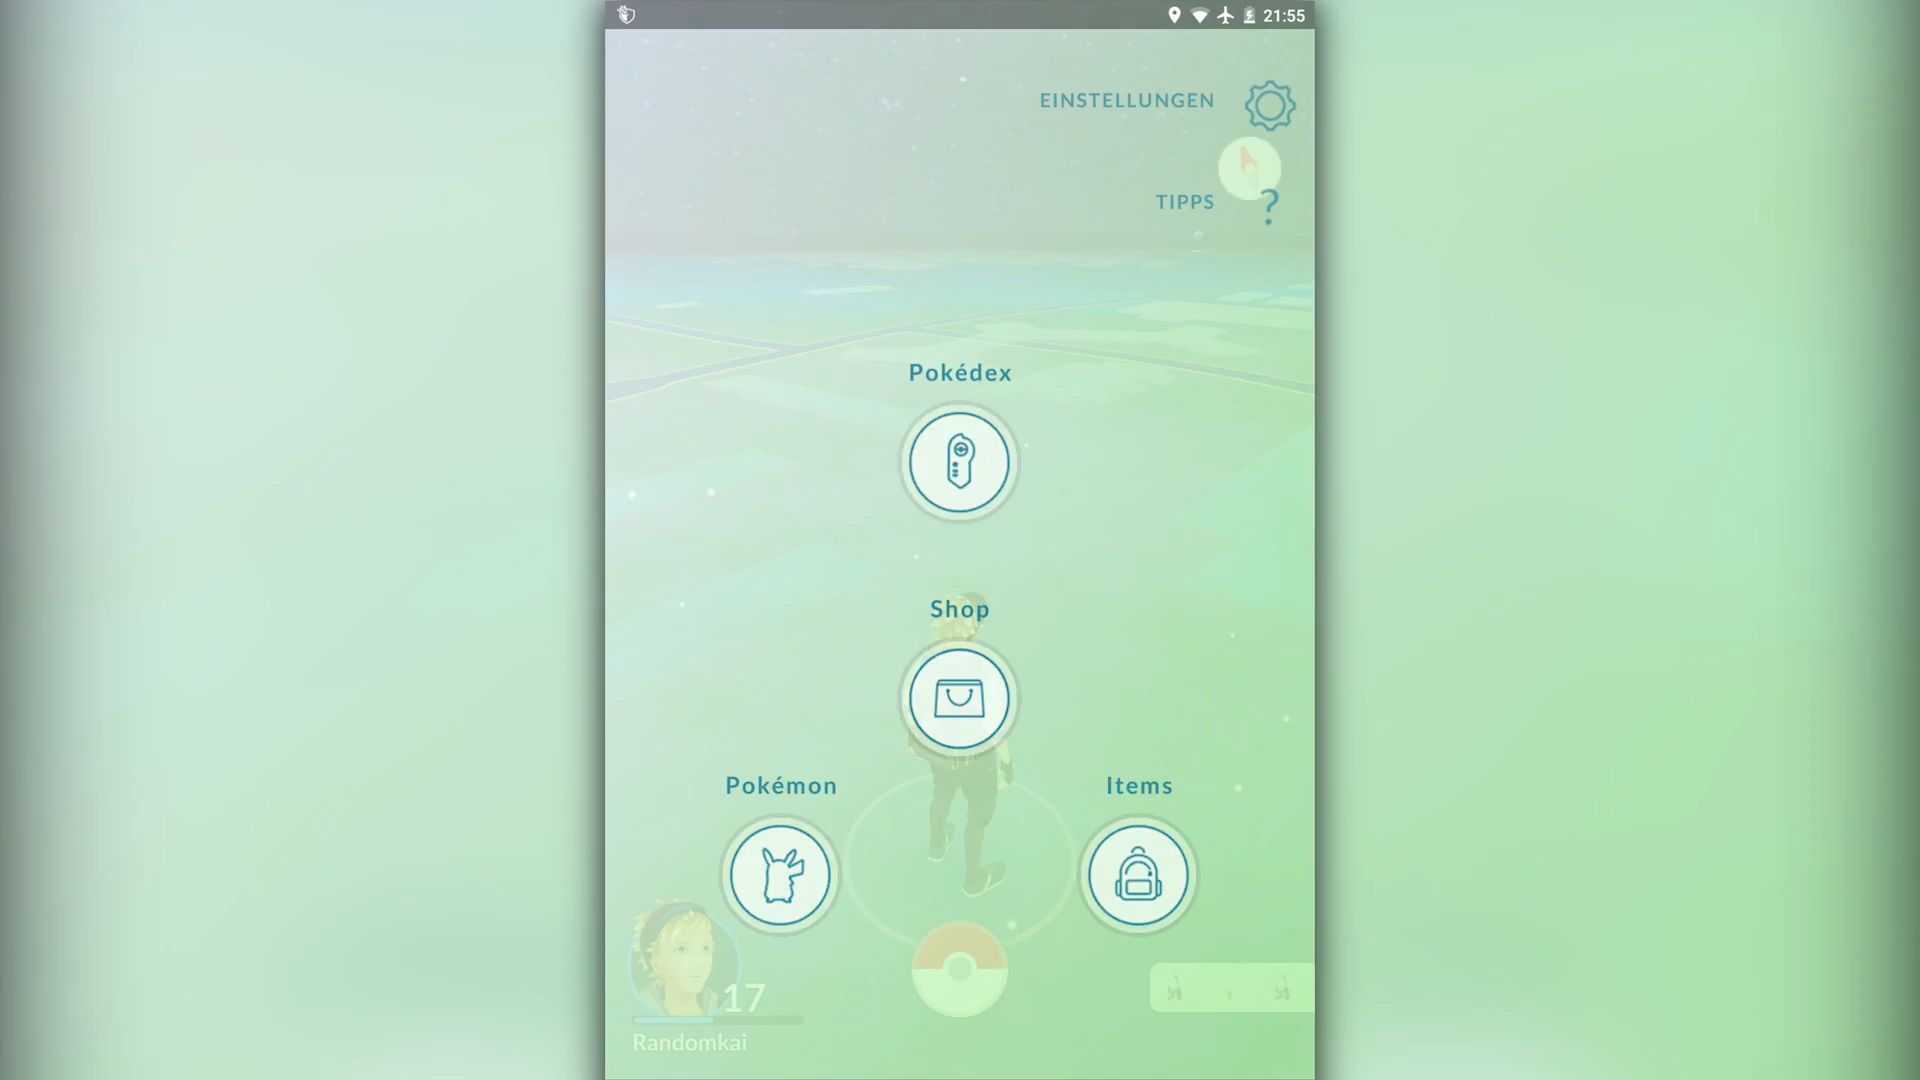 21:55
EINSTELLUNGEN
TIPPS
?
Pokédex
Shop
Pokémon
Items
17
Randomkai